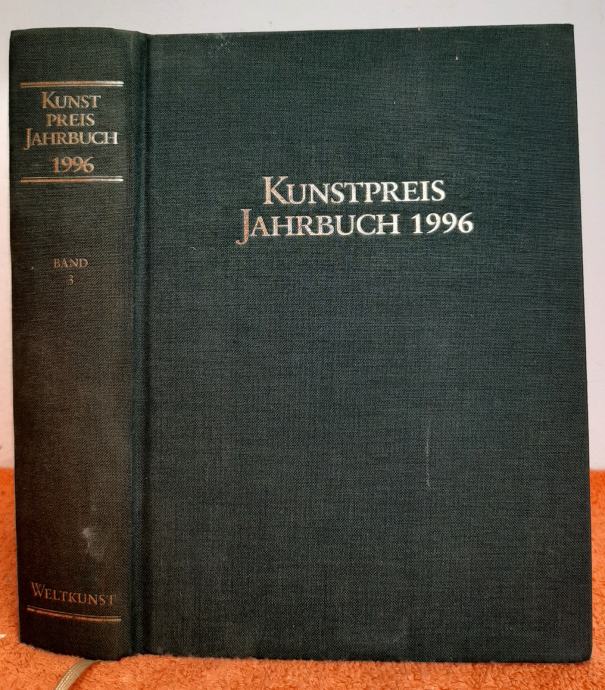 KUNST
PREIS
JAHRBUCH
1996
BAND
3
WELTKUNST
KUNSTPREIS
JAHRBUCH 1996